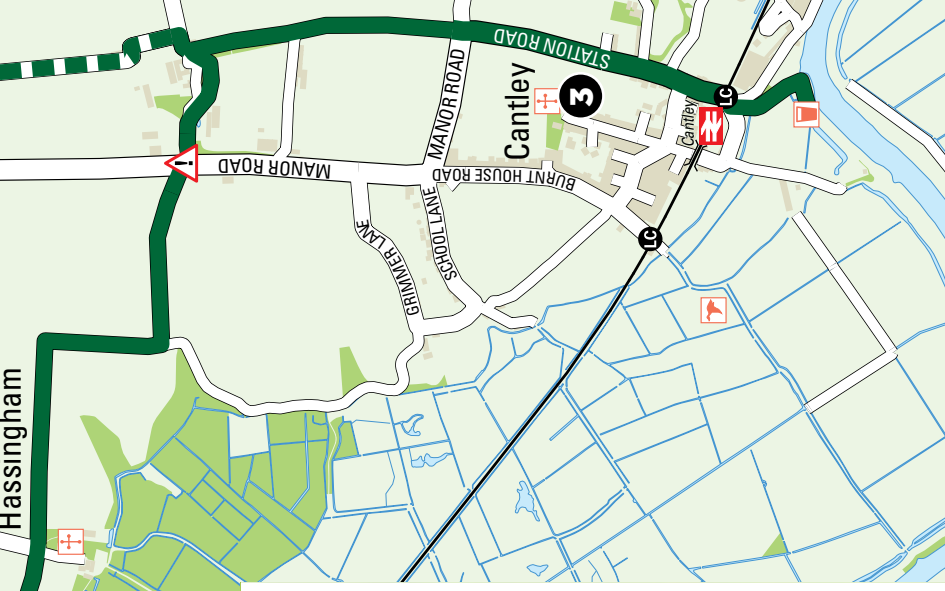 STATION ROAD
MANOR ROAD
Cantley
3
LC
Cantley
!
MANOR ROAD
BURNT HOUSE ROAD
SCHOOL LANE
GRIMMER LANE
LC
Hassingham